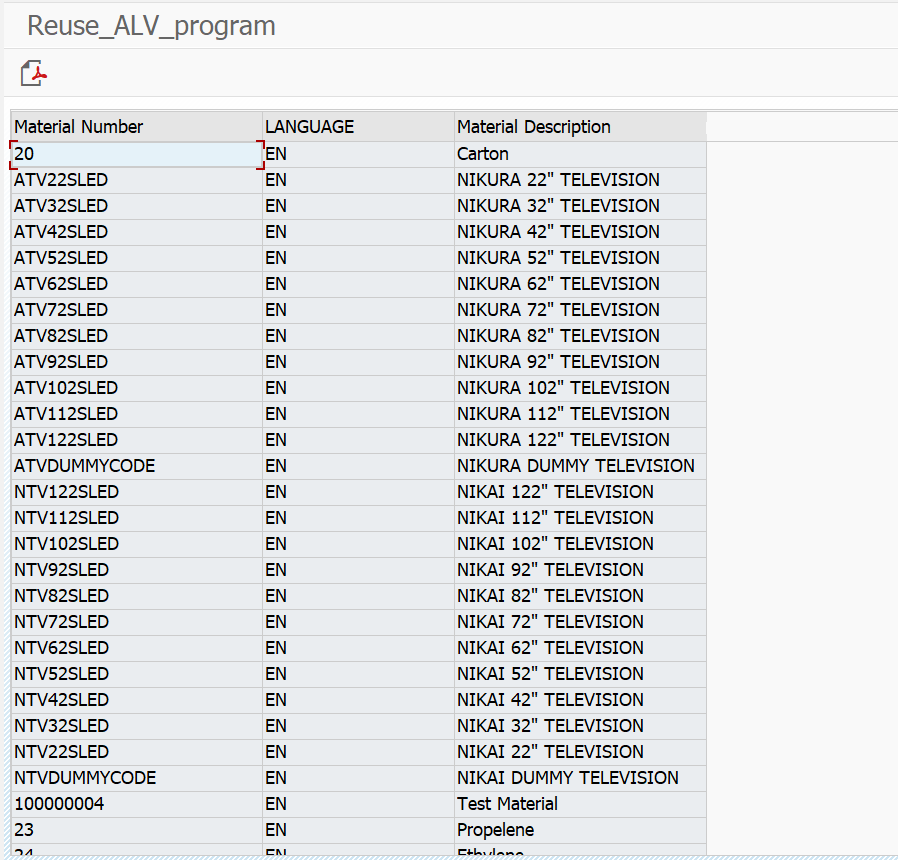 Reuse_ALV_program
Material Number LANGUAGE Material Description
20 EN Carton
ATV22SLED EN NIKURA 22" TELEVISION
ATV32SLED EN NIKURA 32" TELEVISION
ATV42SLED EN NIKURA 42" TELEVISION
ATV52SLED EN NIKURA 52" TELEVISION
ATV62SLED EN NIKURA 62" TELEVISION
ATV72SLED EN NIKURA 72" TELEVISION
ATV82SLED EN NIKURA 82" TELEVISION
ATV92SLED EN NIKURA 92" TELEVISION
ATV102SLED EN NIKURA 102" TELEVISION
ATV112SLED EN NIKURA 112" TELEVISION
ATV122SLED EN NIKURA 122" TELEVISION
ATVDUMMYCODE EN NIKURA DUMMY TELEVISION
NTV122SLED EN NIKAI 122" TELEVISION
NTV112SLED EN NIKAI 112" TELEVISION
NTV102SLED EN NIKAI 102" TELEVISION
NTV92SLED EN NIKAI 92" TELEVISION
NTV82SLED EN NIKAI 82" TELEVISION
NTV72SLED EN NIKAI 72" TELEVISION
NTV62SLED EN NIKAI 62" TELEVISION
NTV52SLED EN NIKAI 52" TELEVISION
NTV42SLED EN NIKAI 42" TELEVISION
NTV32SLED EN NIKAI 32" TELEVISION
NTV22SLED EN NIKAI 22" TELEVISION
NTVDUMMYCODE EN NIKAI DUMMY TELEVISION
100000004 EN Test Material
23 EN Propelene
24 EN Ethylene